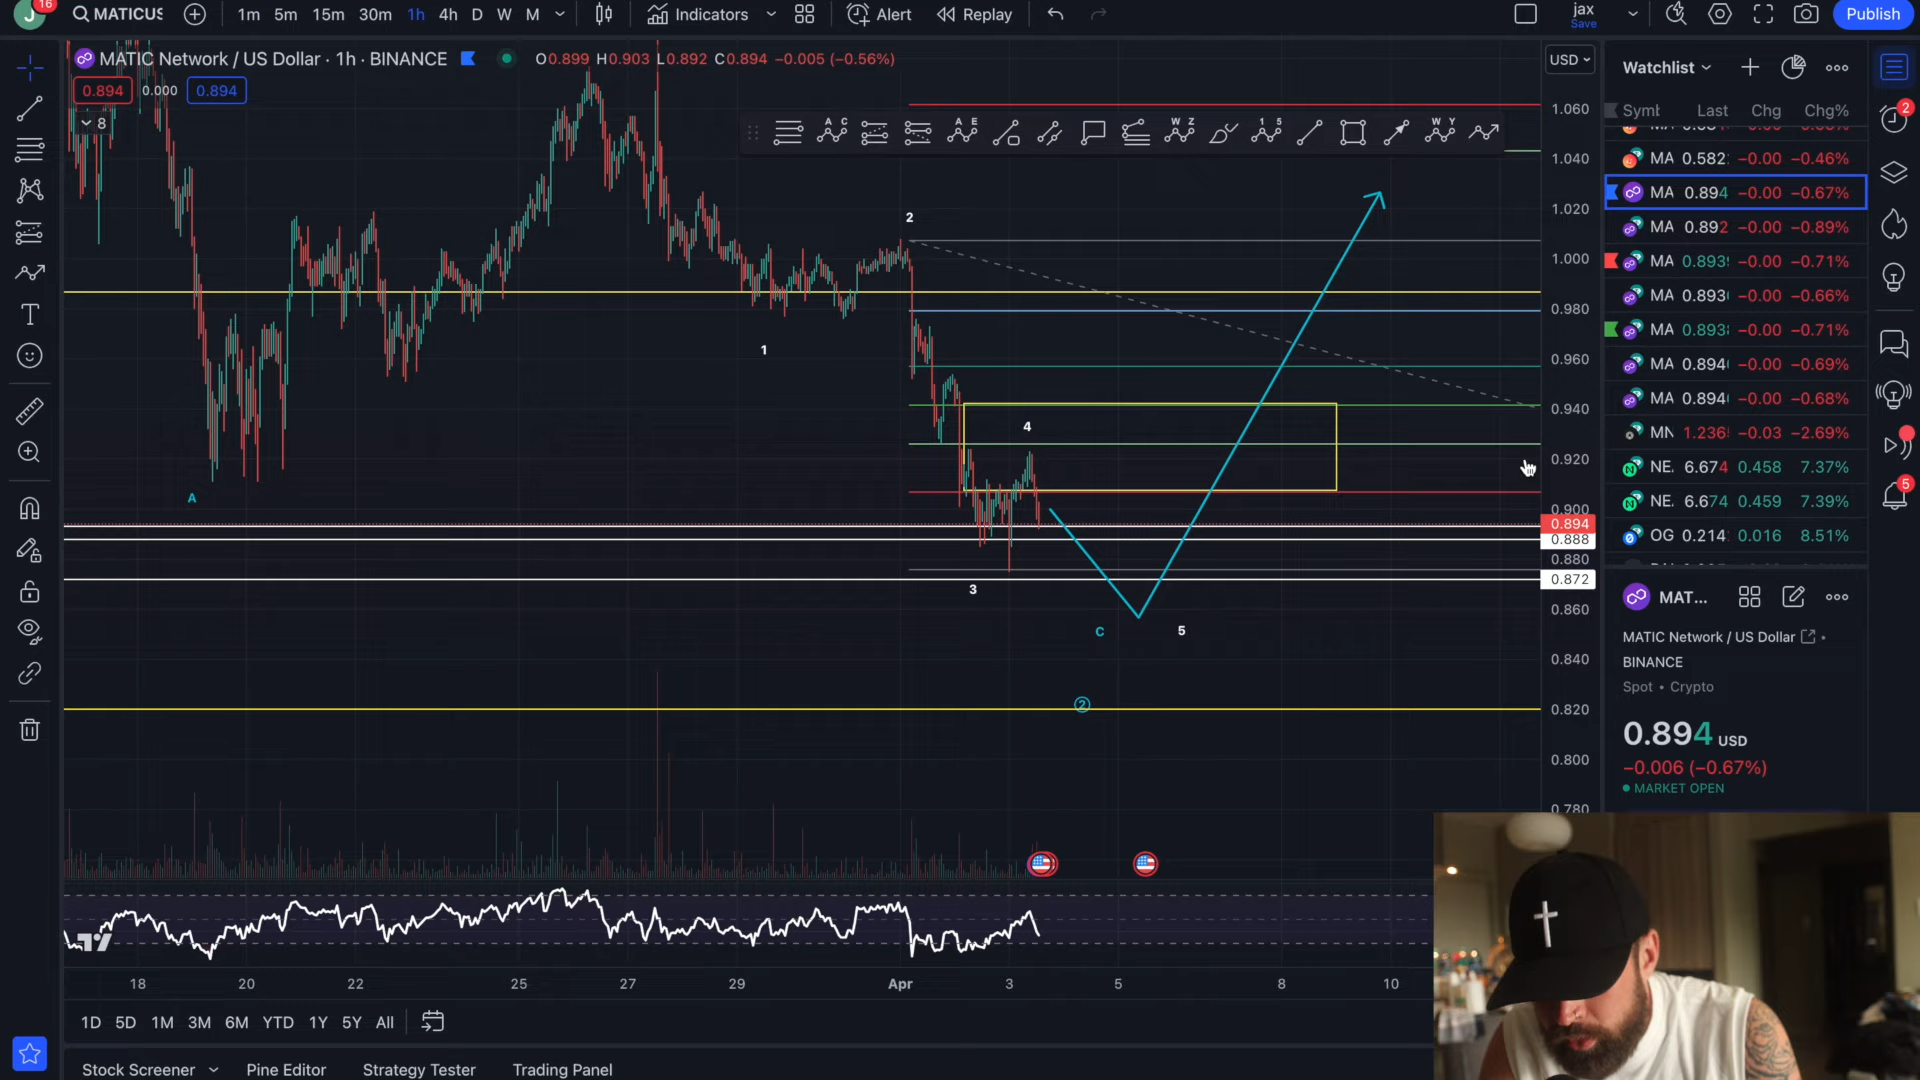 J 16 MATICUS 1m 5m 15m 30m 1h 4h D W M Indicators Alert Replay jax Save Publish
MATIC Network / US Dollar · 1h · BINANCE O0.899 H0.903 L0.892 C0.894 −0.005 (−0.56%)
0.894 0.000 0.894
8
USD
Watchlist
Last Chg Chg%
2
MA 0.582 −0.00 −0.46%
MA 0.894 −0.00 −0.67%
MA 0.892 −0.00 −0.89%
MA 0.893 −0.00 −0.71%
MA 0.893 −0.00 −0.66%
MA 0.893 −0.00 −0.71%
MA 0.894 −0.00 −0.69%
MA 0.894 −0.00 −0.68%
1.236 −0.03 −2.69%
NE. 6.674 0.458 7.37%
NE. 6.674 0.459 7.39%
OG 0.214 0.016 8.51%
5
A C A E W Z 1 5 W Y
1.060
1.040
1.020
1.000
0.980
0.960
0.940
0.920
0.900
0.894
0.888
0.880
0.872
0.860
0.840
0.820
0.800
0.780
2
1
4
A
3
C
5
2
MAT...
MATIC Network / US Dollar
BINANCE
Spot • Crypto
0.894 USD
−0.006 (−0.67%)
MARKET OPEN
18 20 22 25 27 29 Apr 3 5 8 10
1D 5D 1M 3M 6M YTD 1Y 5Y All
Stock Screener Pine Editor Strategy Tester Trading Panel